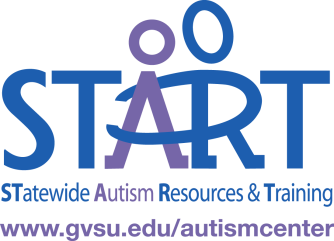 START
STatewide Autism Resources & Training
www.gvsu.edu/autismcenter